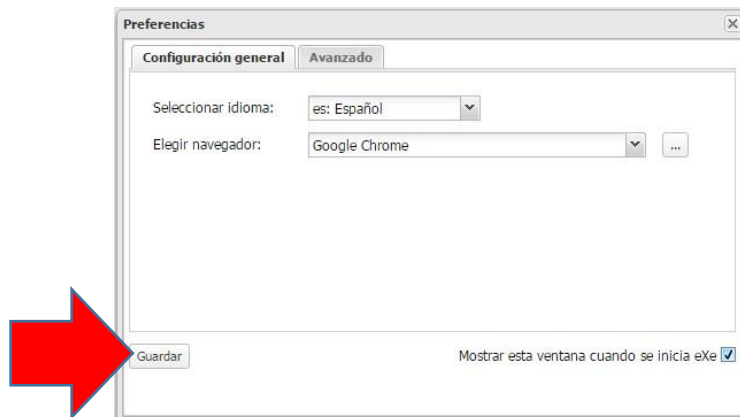 Preferencias
Configuración general Avanzado
Seleccionar idioma: es: Español
Elegir navegador: Google Chrome ...
Guardar Mostrar esta ventana cuando se inicia eXe